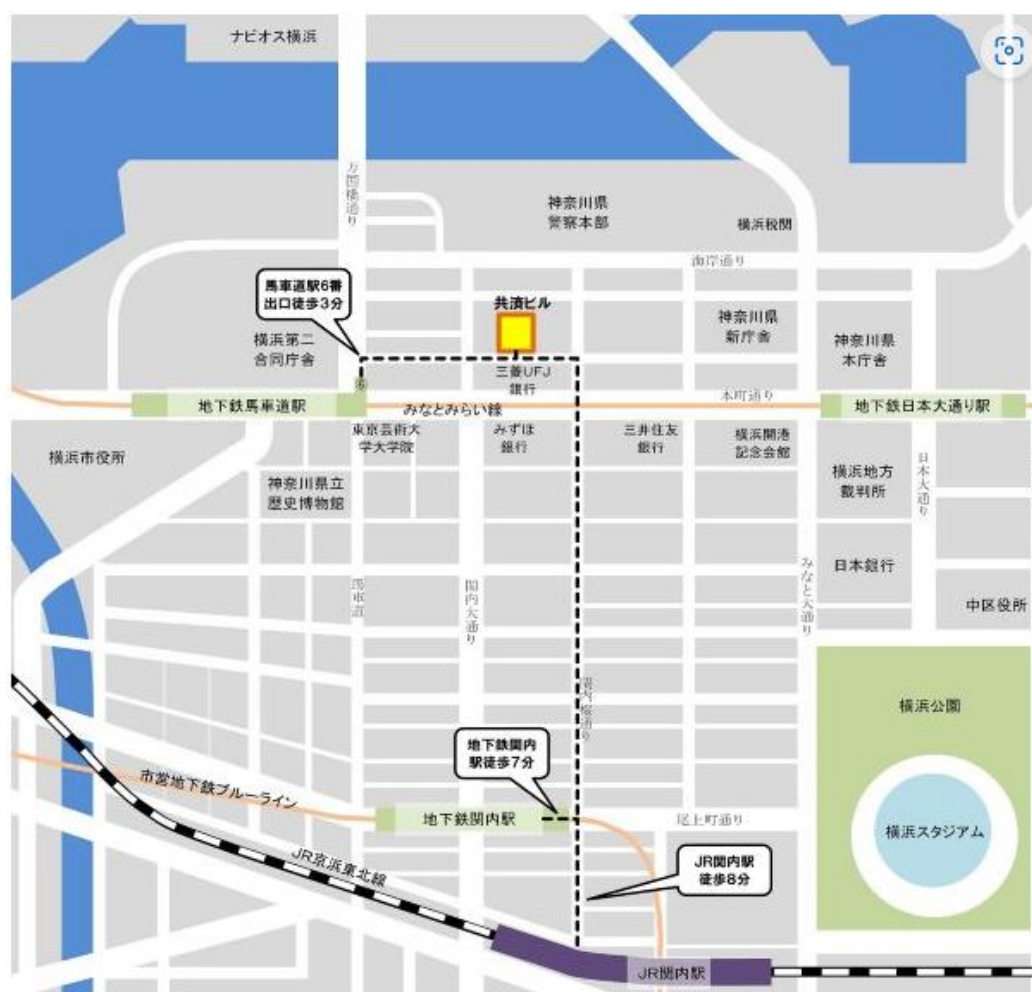 ナビオス横浜
万国橋通り
神奈川県
警察本部
横浜税関
海岸通り
馬車道駅6番
出口徒歩3分
共済ビル
横浜第二
合同庁舎
神奈川県
新庁舎
神奈川県
本庁舎
三菱UFJ
銀行
⑥
地下鉄馬車道駅
みなとみらい線
本町通り
地下鉄日本大通り駅
東京芸術大
学大学院
みずほ
銀行
三井住友
銀行
横浜開港
記念会館
横浜市役所
神奈川県立
歴史博物館
横浜地方
裁判所
日本大通り
日本銀行
馬車道
関内大通り
みなと大通り
中区役所
関内桜通り
横浜公園
地下鉄関内
駅徒歩7分
市営地下鉄ブルーライン
地下鉄関内駅
尾上町通り
横浜スタジアム
JR京浜東北線
JR関内駅
徒歩8分
JR関内駅